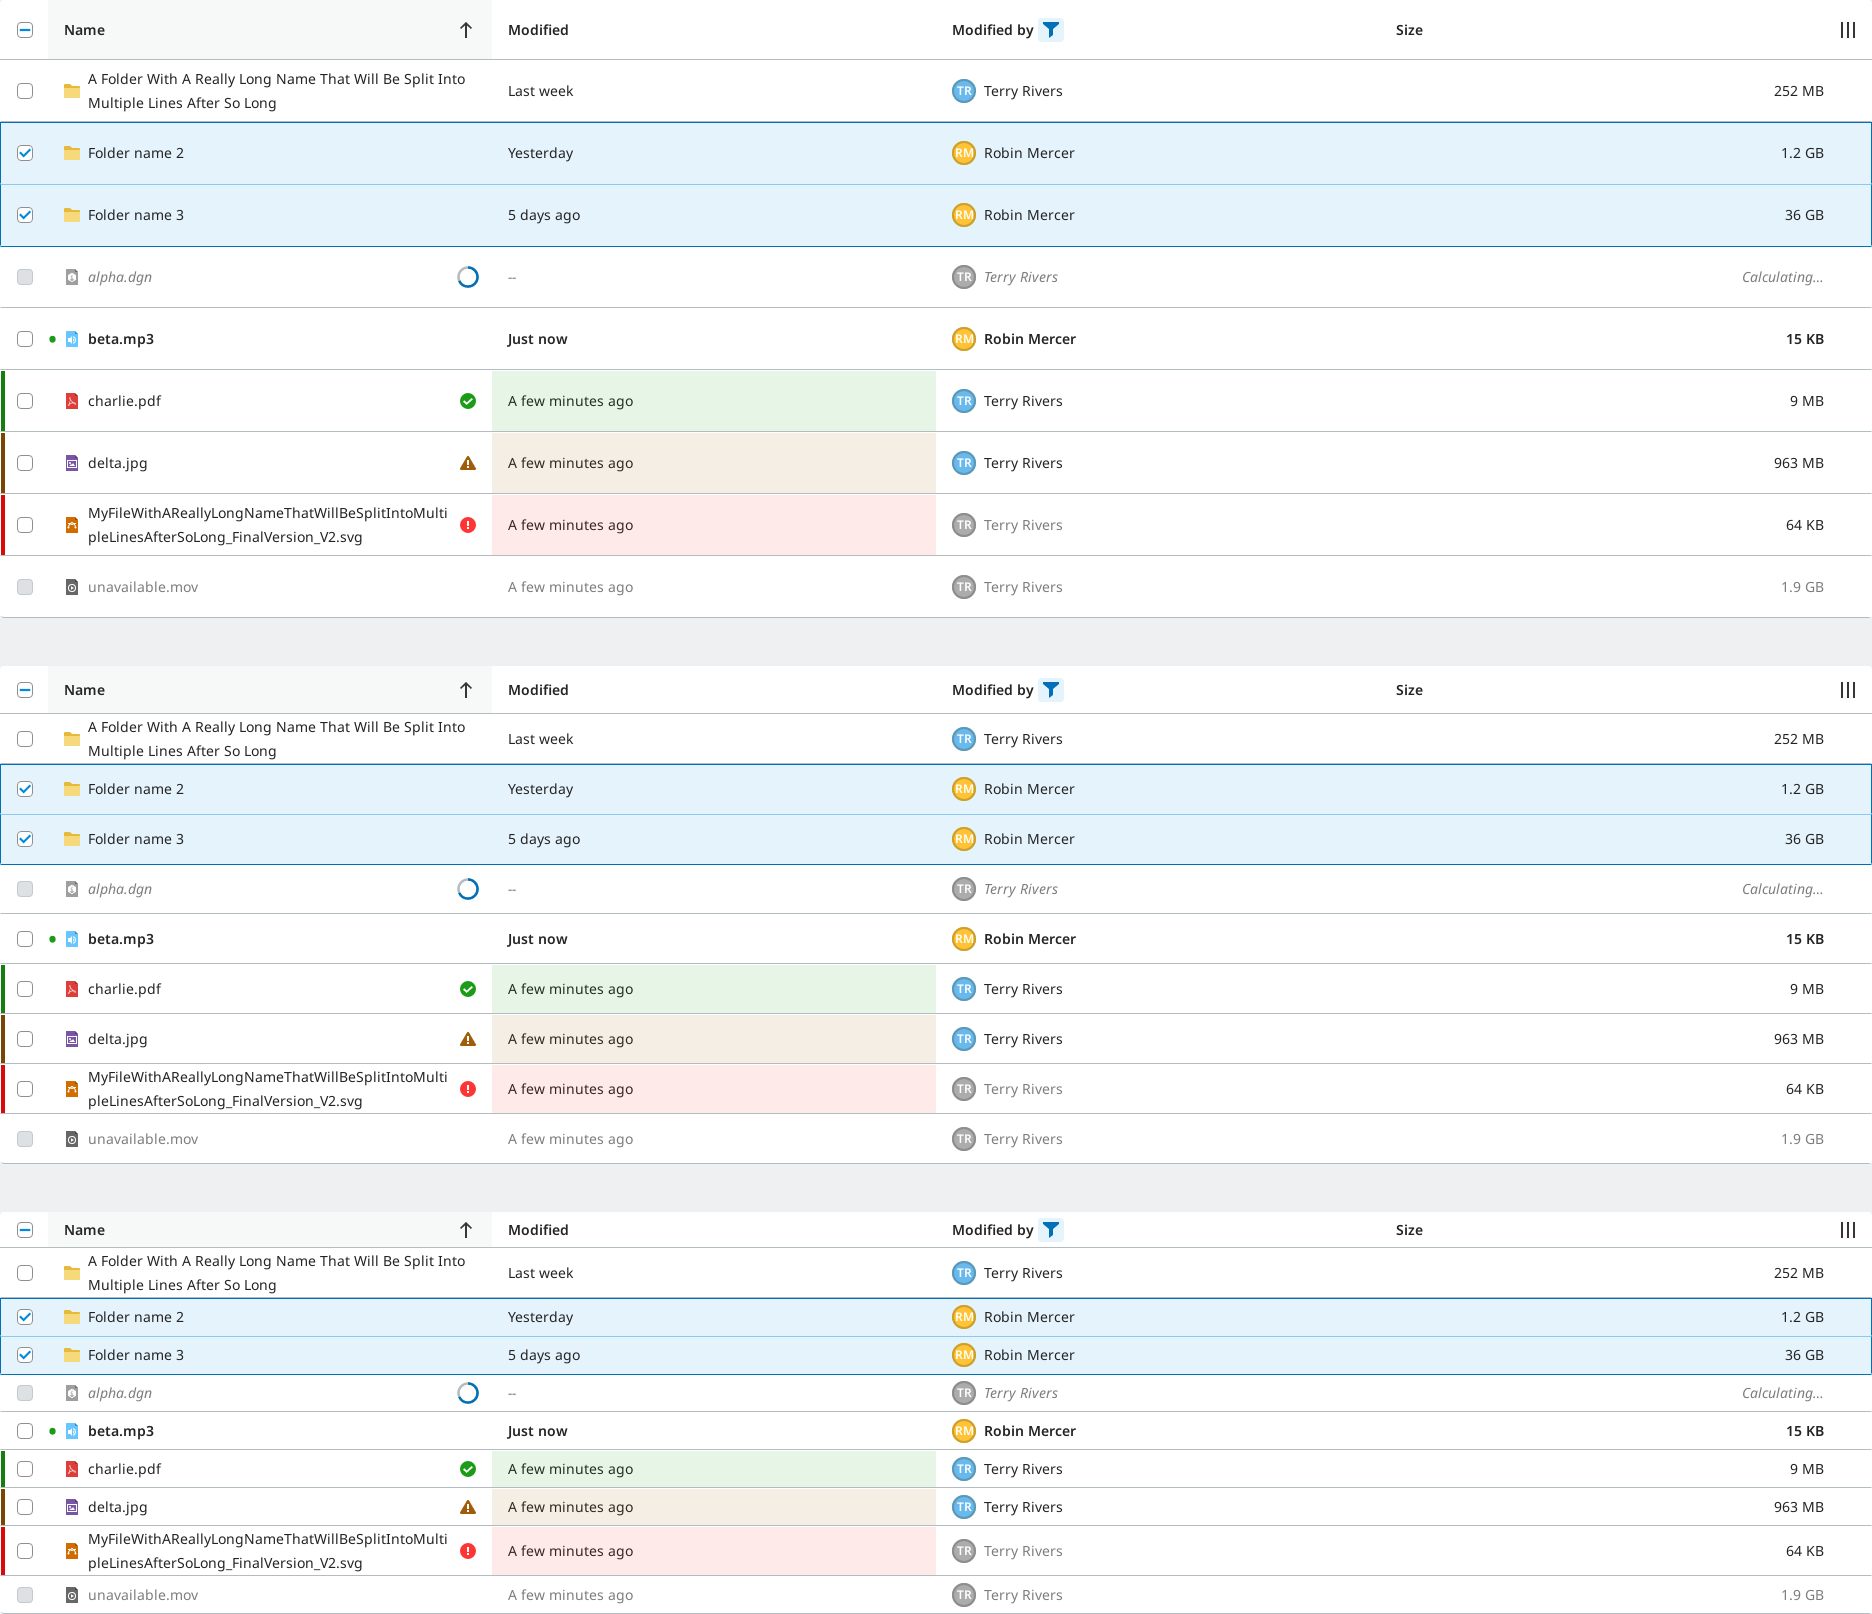 Name Modified Modified by Size
A Folder With A Really Long Name That Will Be Split Into
Multiple Lines After So Long
Last week TR Terry Rivers 252 MB
Folder name 2 Yesterday RM Robin Mercer 1.2 GB
Folder name 3 5 days ago RM Robin Mercer 36 GB
alpha.dgn -- TR Terry Rivers Calculating...
beta.mp3 Just now RM Robin Mercer 15 KB
charlie.pdf A few minutes ago TR Terry Rivers 9 MB
delta.jpg A few minutes ago TR Terry Rivers 963 MB
MyFileWithAReallyLongNameThatWillBeSplitIntoMulti
pleLinesAfterSoLong_FinalVersion_V2.svg
A few minutes ago TR Terry Rivers 64 KB
unavailable.mov A few minutes ago TR Terry Rivers 1.9 GB
Name Modified Modified by Size
A Folder With A Really Long Name That Will Be Split Into
Multiple Lines After So Long
Last week TR Terry Rivers 252 MB
Folder name 2 Yesterday RM Robin Mercer 1.2 GB
Folder name 3 5 days ago RM Robin Mercer 36 GB
alpha.dgn -- TR Terry Rivers Calculating...
beta.mp3 Just now RM Robin Mercer 15 KB
charlie.pdf A few minutes ago TR Terry Rivers 9 MB
delta.jpg A few minutes ago TR Terry Rivers 963 MB
MyFileWithAReallyLongNameThatWillBeSplitIntoMulti
pleLinesAfterSoLong_FinalVersion_V2.svg
A few minutes ago TR Terry Rivers 64 KB
unavailable.mov A few minutes ago TR Terry Rivers 1.9 GB
Name Modified Modified by Size
A Folder With A Really Long Name That Will Be Split Into
Multiple Lines After So Long
Last week TR Terry Rivers 252 MB
Folder name 2 Yesterday RM Robin Mercer 1.2 GB
Folder name 3 5 days ago RM Robin Mercer 36 GB
alpha.dgn -- TR Terry Rivers Calculating...
beta.mp3 Just now RM Robin Mercer 15 KB
charlie.pdf A few minutes ago TR Terry Rivers 9 MB
delta.jpg A few minutes ago TR Terry Rivers 963 MB
MyFileWithAReallyLongNameThatWillBeSplitIntoMulti
pleLinesAfterSoLong_FinalVersion_V2.svg
A few minutes ago TR Terry Rivers 64 KB
unavailable.mov A few minutes ago TR Terry Rivers 1.9 GB